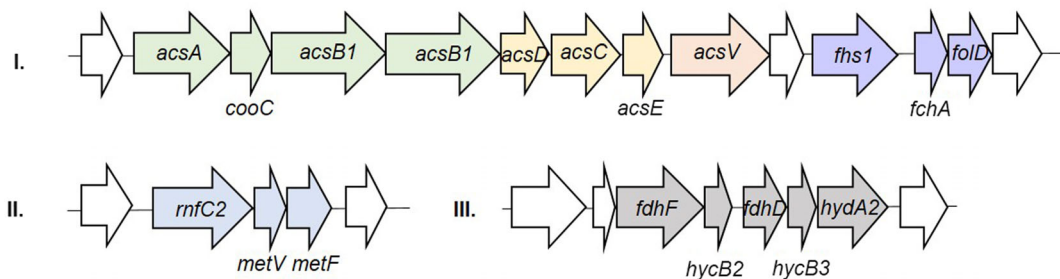 I. acsA acsB1 acsB1 acsD acsC acsV fhs1 folD
cooC acsE fchA
II. rnfC2 III. fdhF fdhD hydA2
metV metF hycB2 hycB3